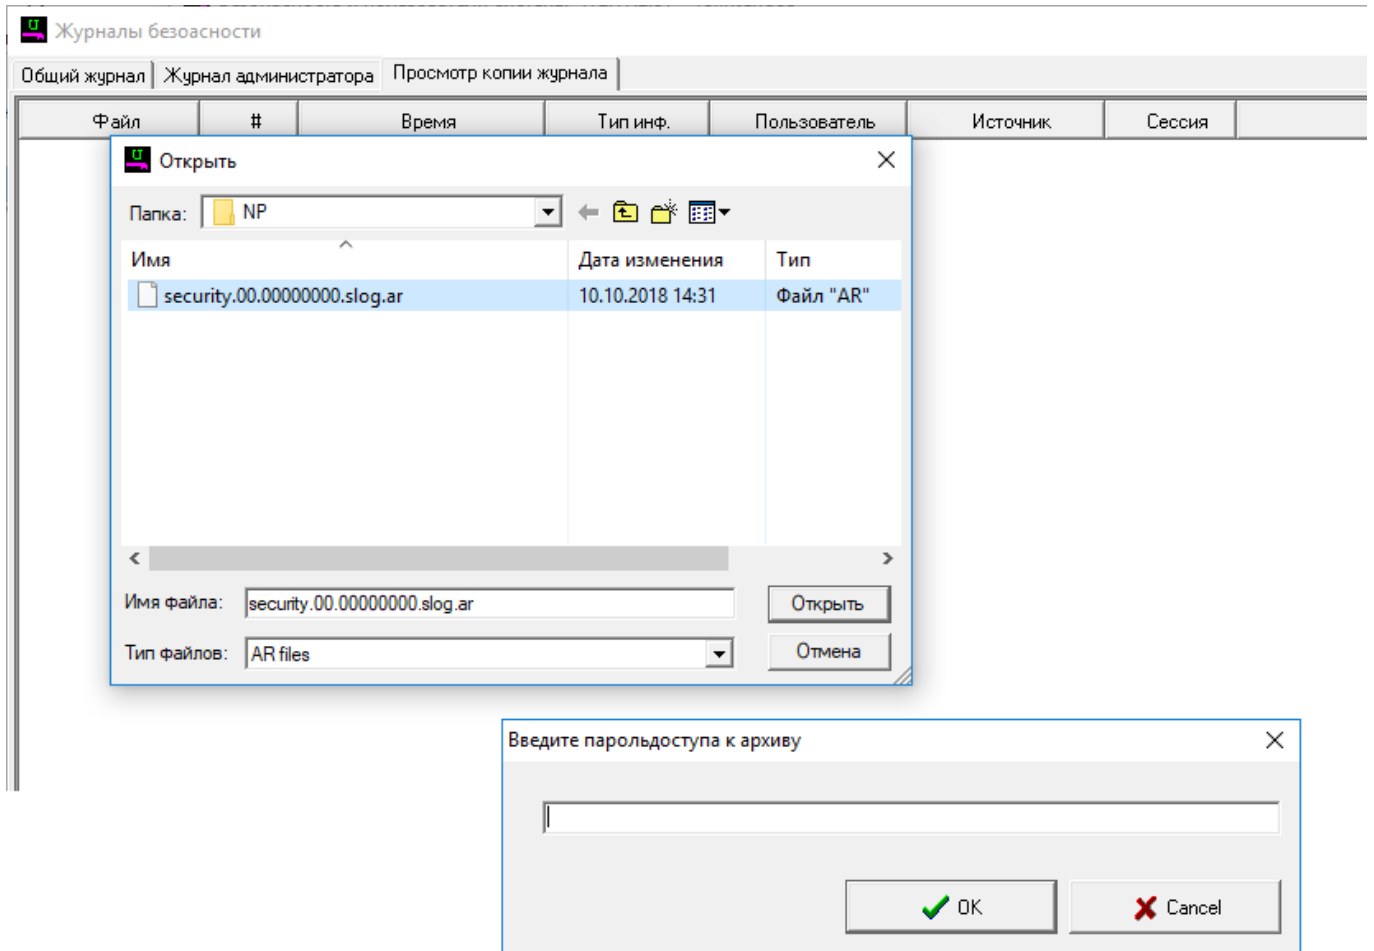 Журналы безоасности
Общий журнал Журнал администратора Просмотр копии журнала
Файл # Время Тип инф. Пользователь Источник Сессия
Открыть
Папка: NP
Имя Дата изменения Тип
security.00.00000000.slog.ar 10.10.2018 14:31 Файл "AR"
Имя файла: security.00.00000000.slog.ar Открыть
Тип файлов: AR files Отмена
Введите парольдоступа к архиву
OK Cancel